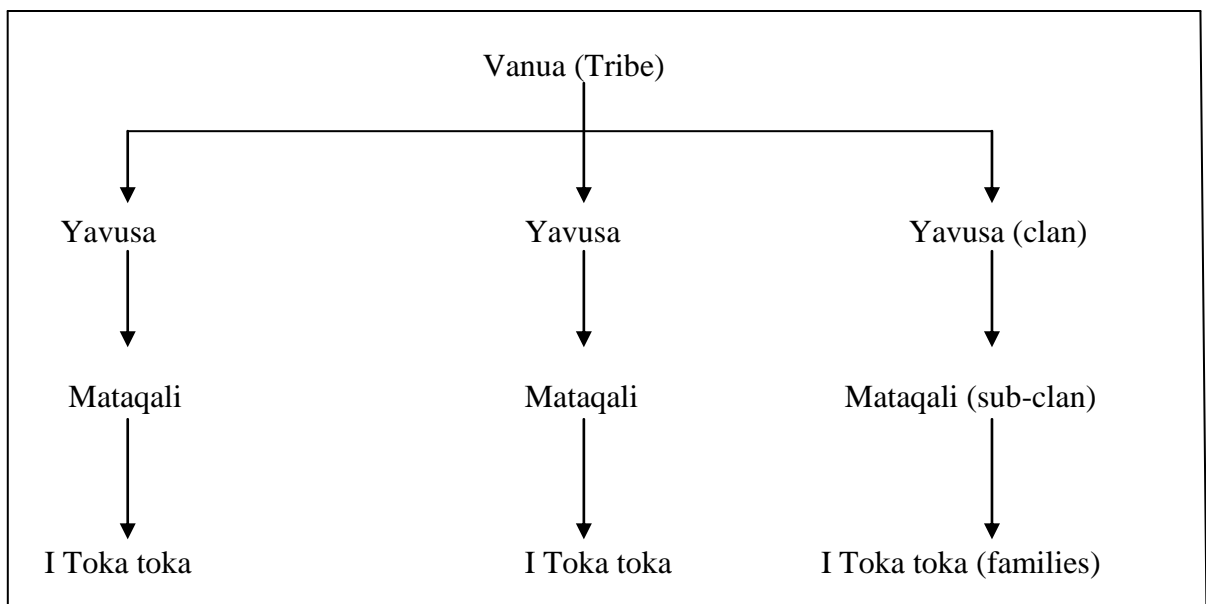 Vanua (Tribe)
Yavusa Yavusa Yavusa (clan)
Mataqali Mataqali Mataqali (sub-clan)
I Toka toka I Toka toka I Toka toka (families)